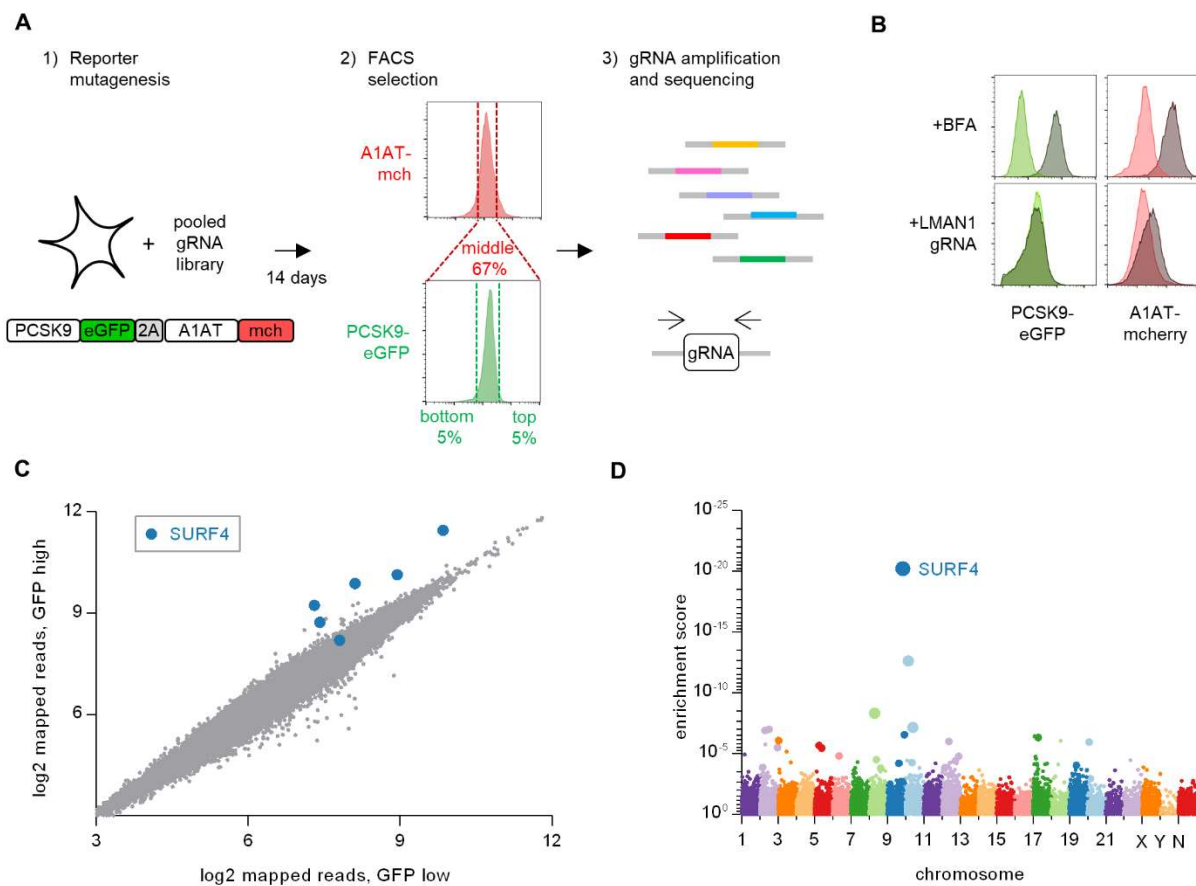 A
1) Reporter
mutagenesis
2) FACS
selection
3) gRNA amplification
and sequencing
A1AT-
mch
+
pooled
gRNA
library
14 days
middle
67%
PCSK9
eGFP
2A
A1AT
mch
PCSK9-
eGFP
bottom
5%
top
5%
gRNA
B
+BFA
+LMAN1
gRNA
PCSK9-
eGFP
A1AT-
mcherry
C
12
9
6
3
6
9
12
SURF4
log2 mapped reads, GFP high
log2 mapped reads, GFP low
D
10-25
10-20
10-15
10-10
10-5
100
SURF4
enrichment score
1 3 5 7 9 11 13 15 17 19 21 X Y N
chromosome